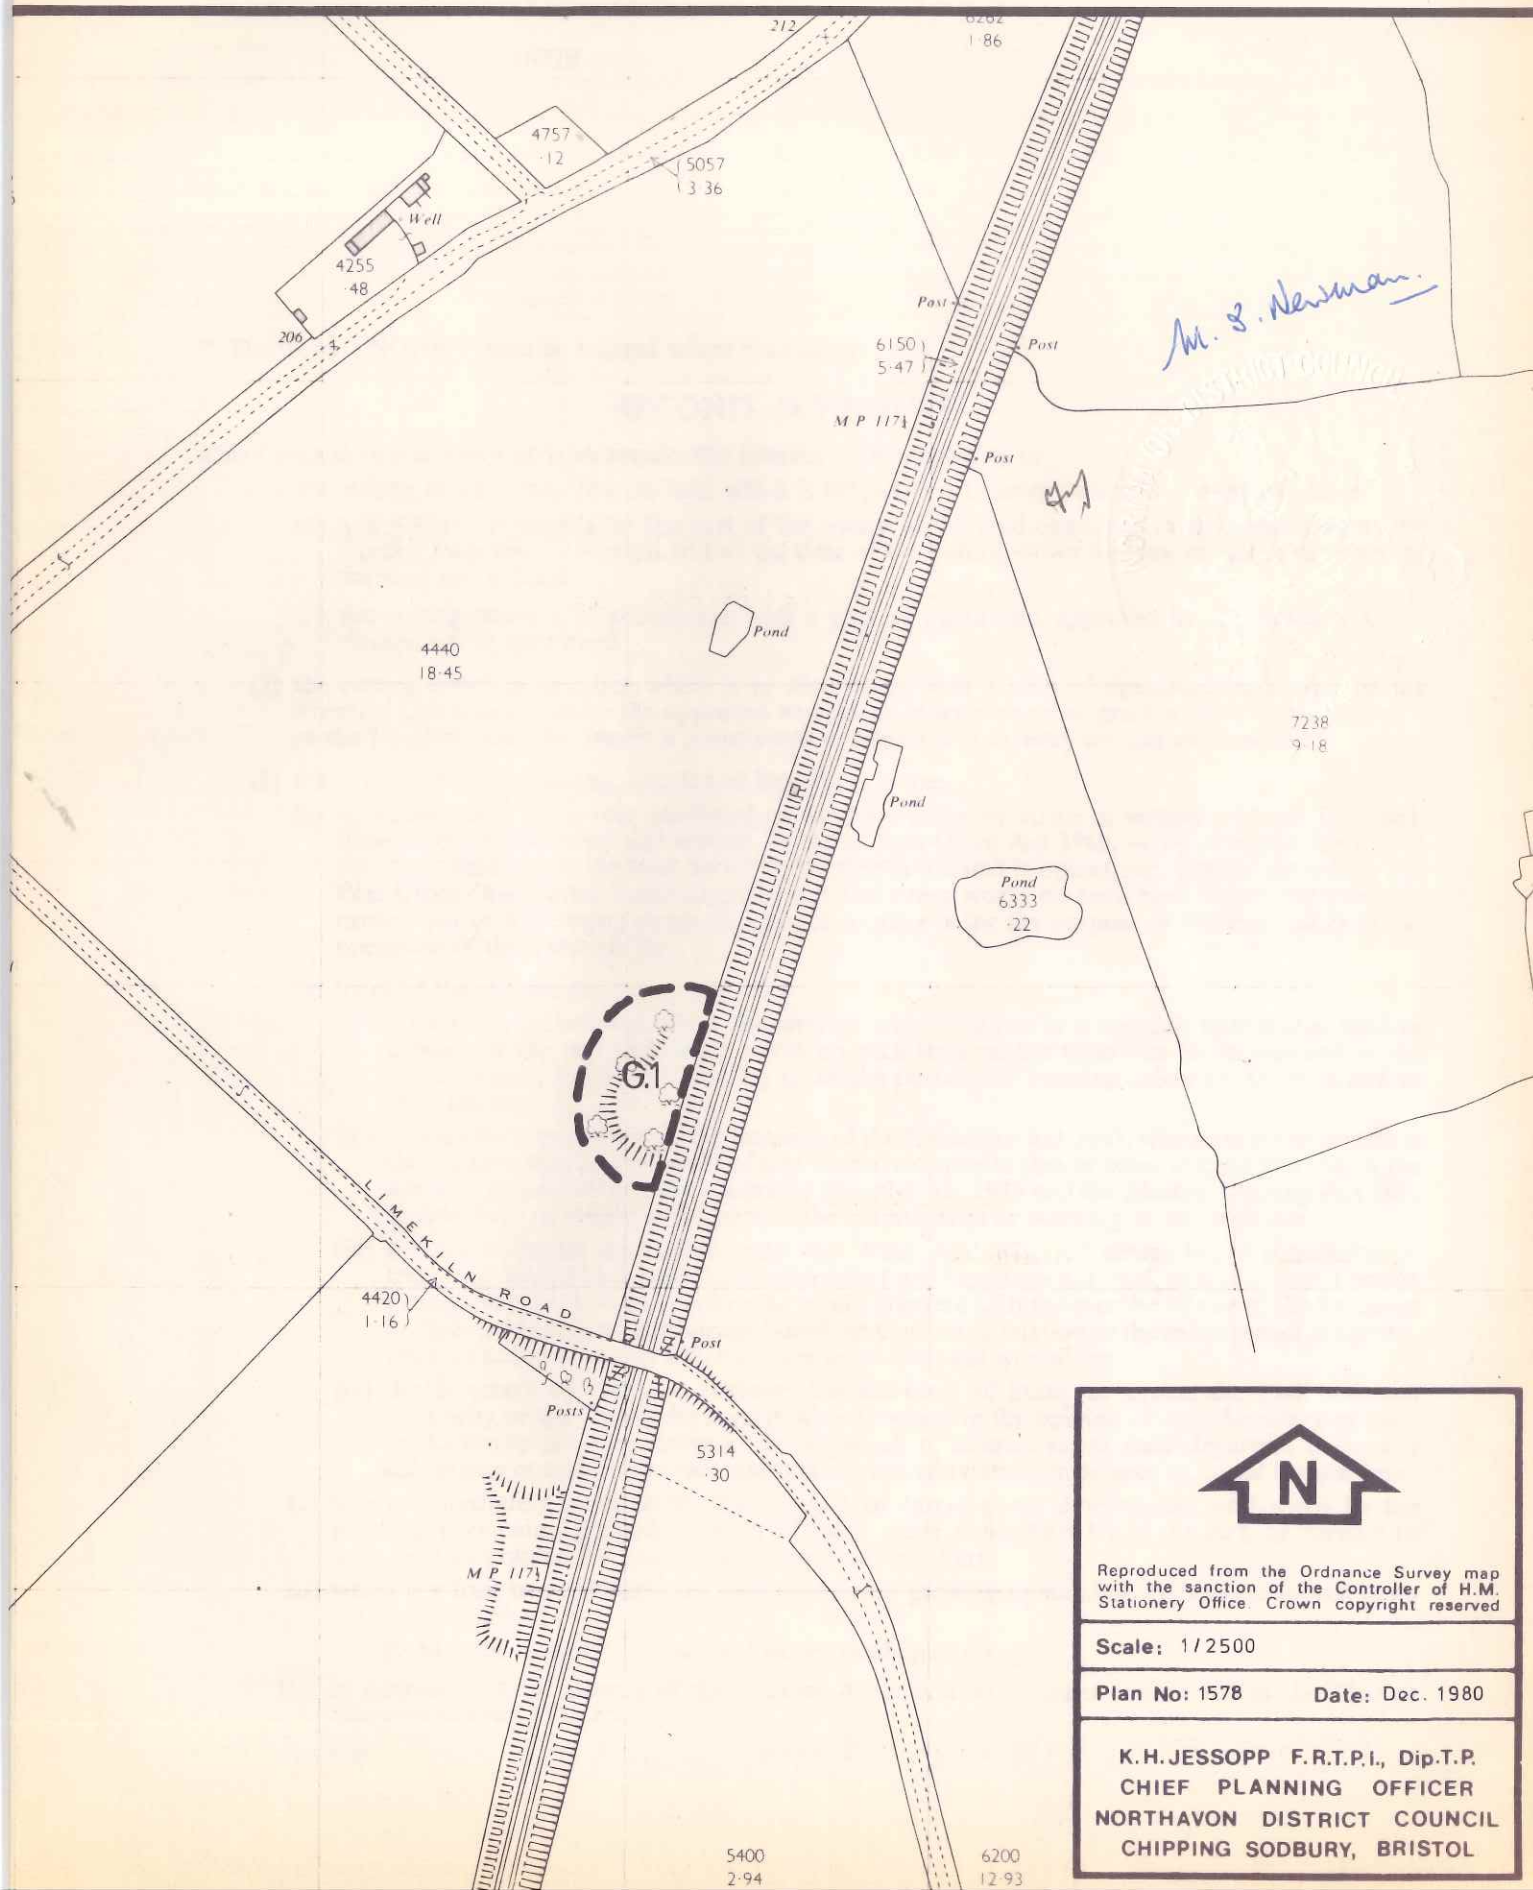 212
6262
1·86
4757
·12
5057
3·36
Well
4255
·48
206
Post
6150
5·47
Post
M P 117¼
Post
M. S. Newman.
4440
18·45
Pond
7238
9·18
Pond
Pond
6333
·22
G.1
LIMEKILN ROAD
4420
1·16
Post
Posts
5314
·30
M P 117½
5400
2·94
6200
12·93
N
Reproduced from the Ordnance Survey map
with the sanction of the Controller of H.M.
Stationery Office. Crown copyright reserved
Scale: 1/2500
Plan No: 1578 Date: Dec. 1980
K.H.JESSOPP F.R.T.P.I., Dip.T.P.
CHIEF PLANNING OFFICER
NORTHAVON DISTRICT COUNCIL
CHIPPING SODBURY, BRISTOL